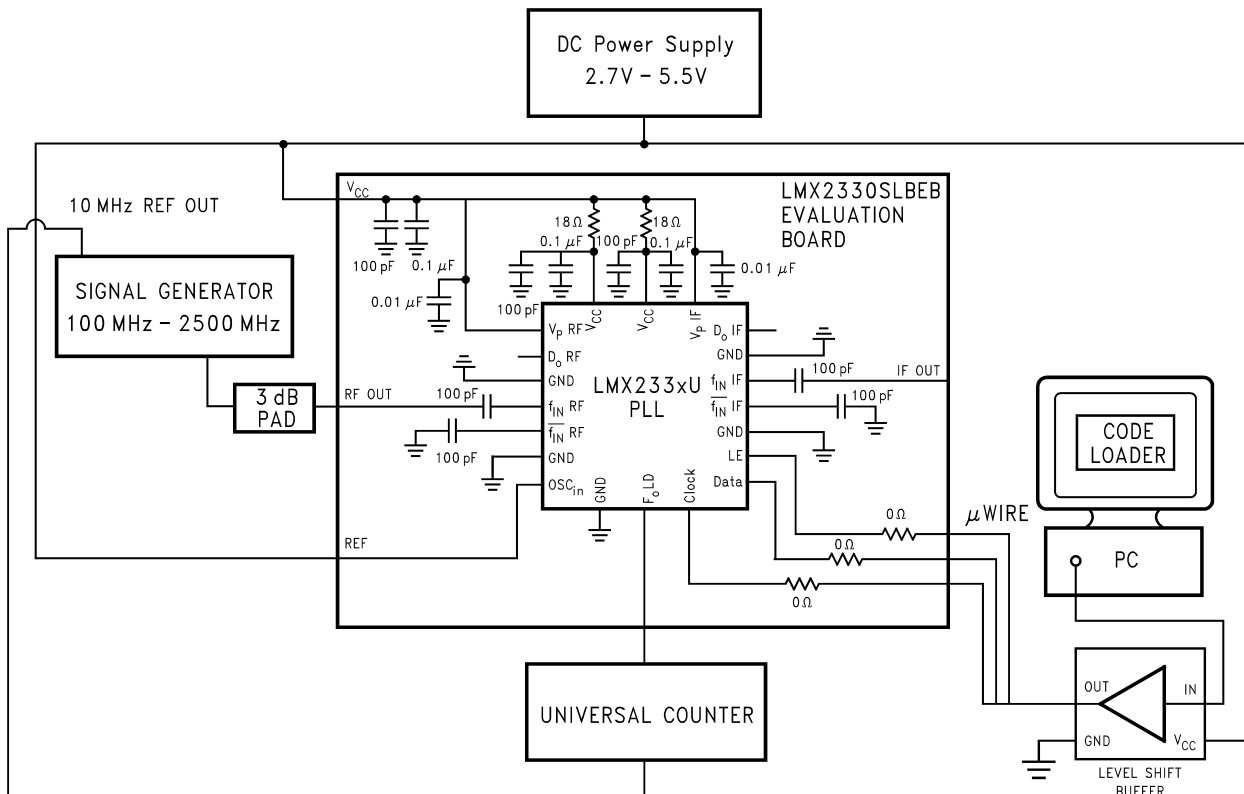 DC Power Supply
2.7V – 5.5V
10 MHz REF OUT
SIGNAL GENERATOR
100 MHz – 2500 MHz
3 dB
PAD
LMX2330SLBEB
EVALUATION
BOARD
VCC
100 pF
0.1 μF
0.01 μF
18Ω
18Ω
0.1 μF
100 pF
0.1 μF
100 pF
0.01 μF
VP RF
VCC
VCC
VP IF
Do IF
Do RF
GND
GND
LMX233xU
PLL
fIN IF
100 pF
IF OUT
RF OUT
100 pF
fIN RF
fIN IF
100 pF
fIN RF
100 pF
GND
GND
LE
OSCin
Data
GND
FoLD
Clock
REF
0Ω
0Ω
0Ω
μWIRE
CODE
LOADER
PC
UNIVERSAL COUNTER
OUT
IN
GND
VCC
LEVEL SHIFT
BUFFER